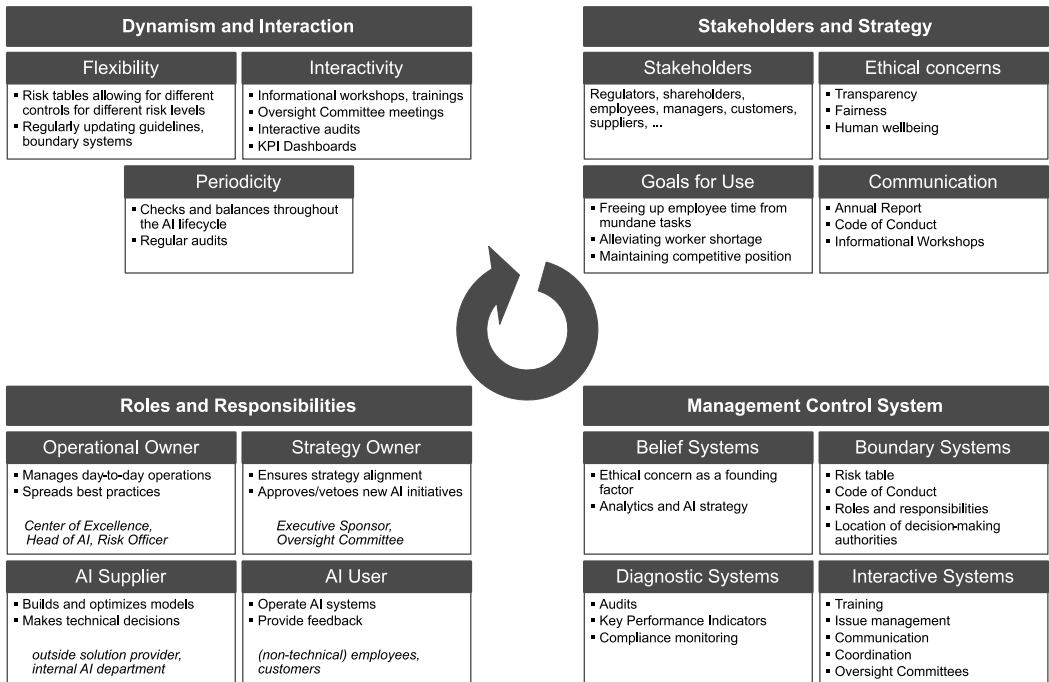 Dynamism and Interaction
Flexibility
▪ Risk tables allowing for different
controls for different risk levels
▪ Regularly updating guidelines,
boundary systems
Interactivity
▪ Informational workshops, trainings
▪ Oversight Committee meetings
▪ Interactive audits
▪ KPI Dashboards
Periodicity
▪ Checks and balances throughout
the AI lifecycle
▪ Regular audits
Stakeholders and Strategy
Stakeholders
Regulators, shareholders,
employees, managers, customers,
suppliers, ...
Ethical concerns
▪ Transparency
▪ Fairness
▪ Human wellbeing
Goals for Use
▪ Freeing up employee time from
mundane tasks
▪ Alleviating worker shortage
▪ Maintaining competitive position
Communication
▪ Annual Report
▪ Code of Conduct
▪ Informational Workshops
Roles and Responsibilities
Operational Owner
▪ Manages day-to-day operations
▪ Spreads best practices
Center of Excellence,
Head of AI, Risk Officer
Strategy Owner
▪ Ensures strategy alignment
▪ Approves/vetoes new AI initiatives
Executive Sponsor,
Oversight Committee
AI Supplier
▪ Builds and optimizes models
▪ Makes technical decisions
outside solution provider,
internal AI department
AI User
▪ Operate AI systems
▪ Provide feedback
(non-technical) employees,
customers
Management Control System
Belief Systems
▪ Ethical concern as a founding
factor
▪ Analytics and AI strategy
Boundary Systems
▪ Risk table
▪ Code of Conduct
▪ Roles and responsibilities
▪ Location of decision-making
authorities
Diagnostic Systems
▪ Audits
▪ Key Performance Indicators
▪ Compliance monitoring
Interactive Systems
▪ Training
▪ Issue management
▪ Communication
▪ Coordination
▪ Oversight Committees